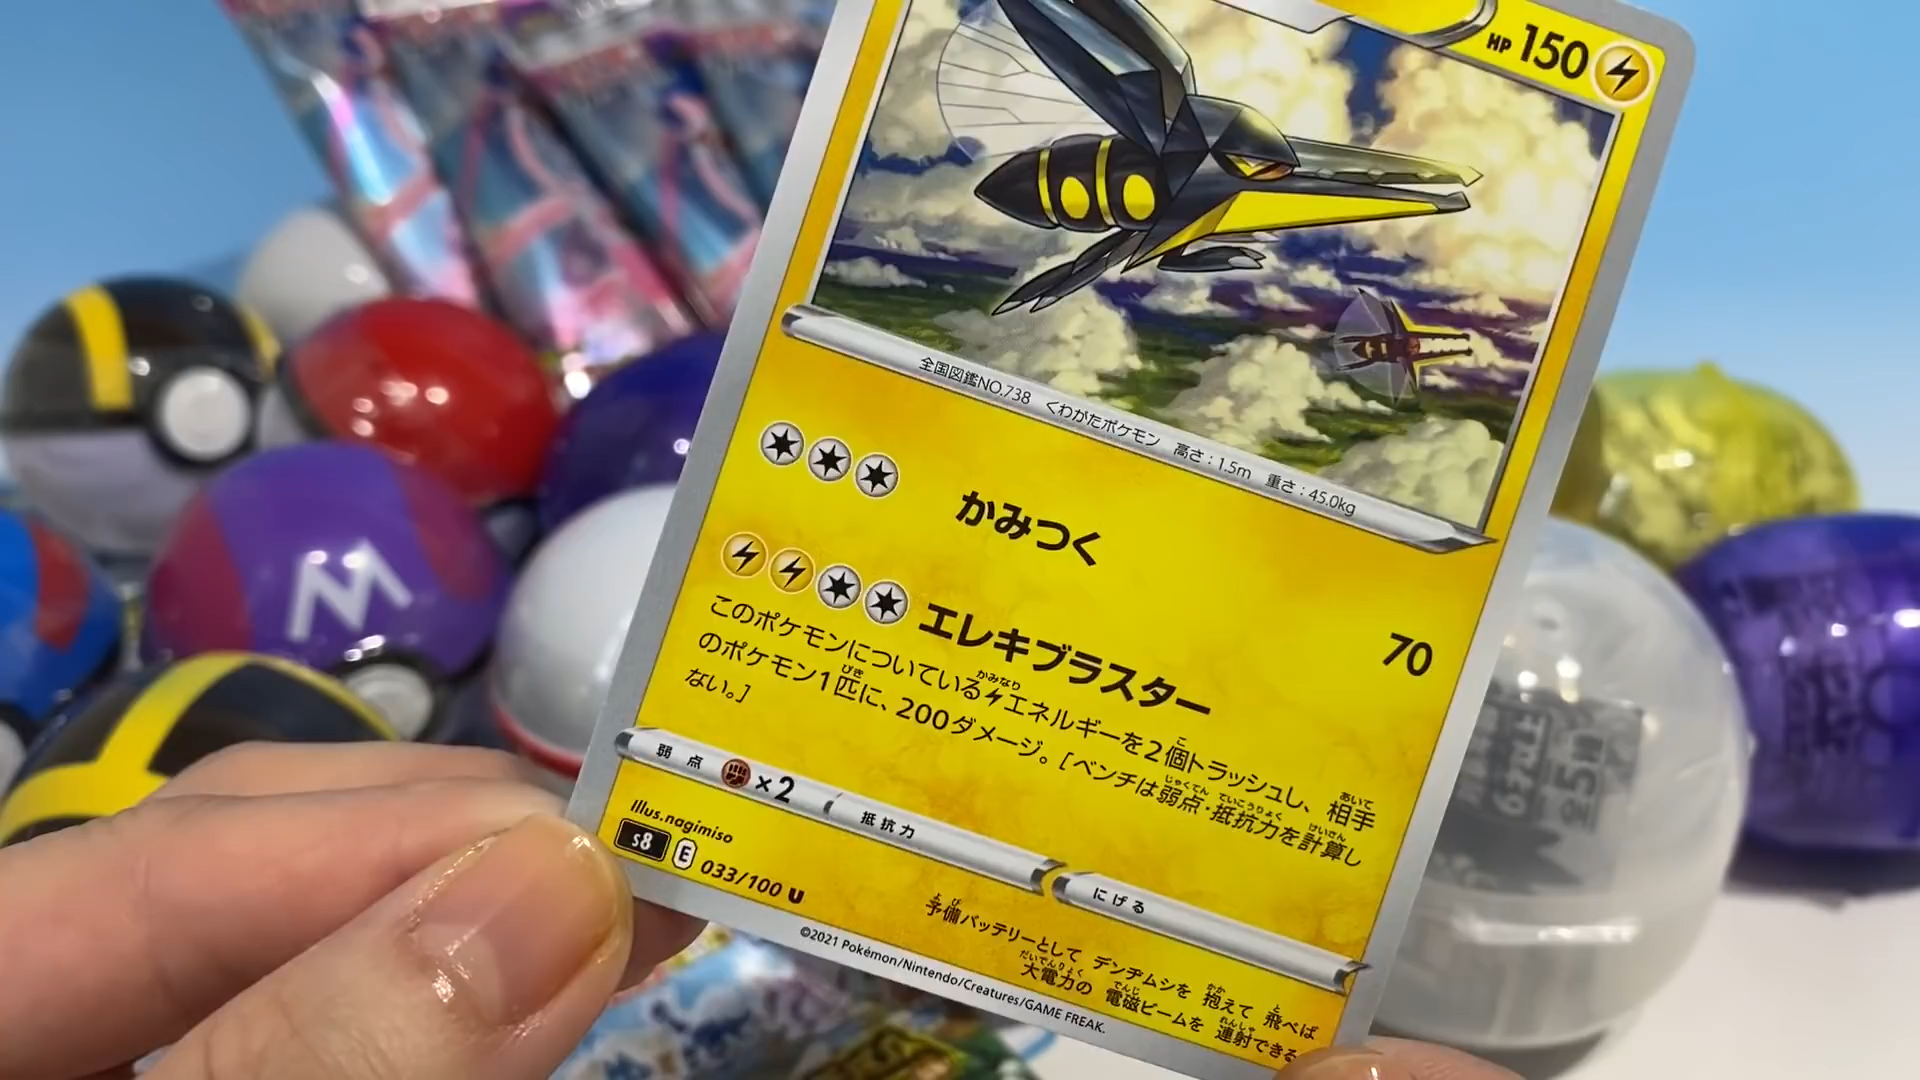 HP 150
全国図鑑NO.738 くわがたポケモン 高さ:1.5m 重さ:45.0kg
かみつく 70
エレキブラスター
このポケモンについているエネルギーを2個トラッシュし、相手
のポケモン1匹に、200ダメージ。[ベンチは弱点・抵抗力を計算し
ない。]
弱点 ×2 抵抗力 にげる
Illus.nagimiso
s8 E 033/100 U
予備バッテリーとして デンヂムシを 抱えて 飛べば
大電力の 電磁ビームを 連射できる
©2021 Pokémon/Nintendo/Creatures/GAME FREAK.
M